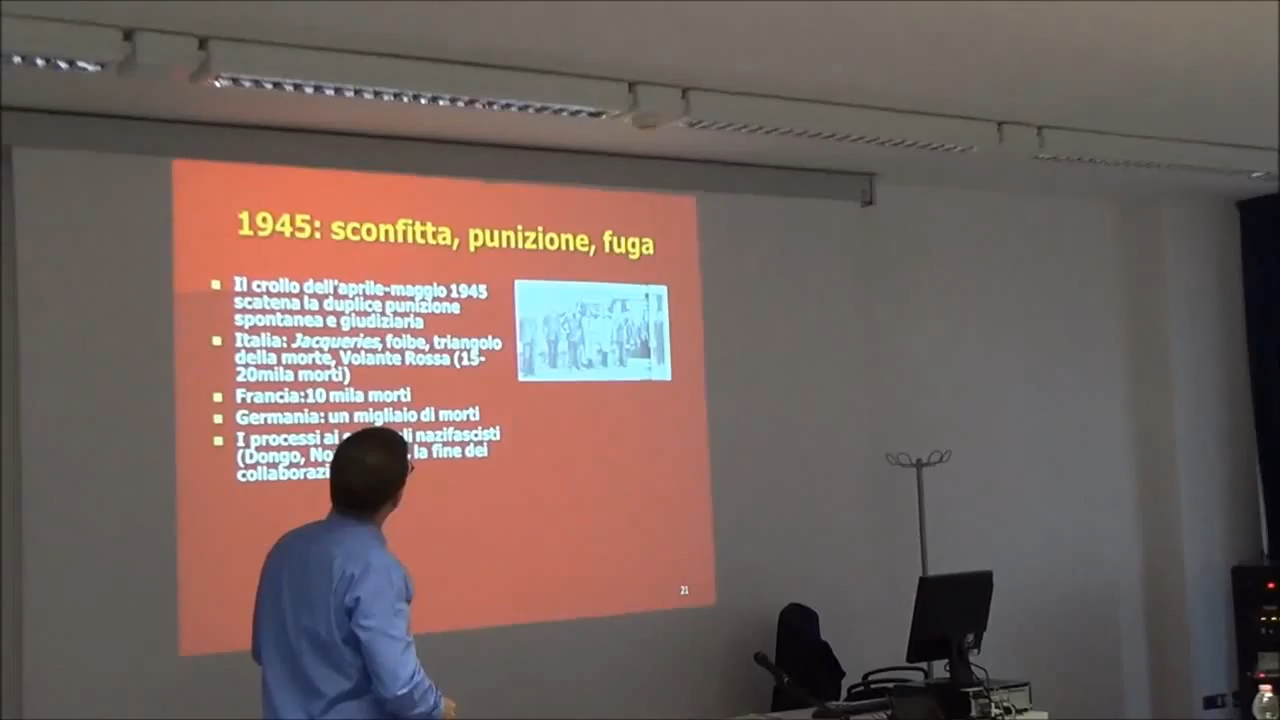 1945: sconfitta, punizione, fuga
Il crollo dell'aprile-maggio 1945
scatena la duplice punizione
spontanea e giudiziaria
Italia: Jacqueries, foibe, triangolo
della morte, Volante Rossa (15-
20mila morti)
Francia:10 mila morti
Germania: un migliaio di morti
I processi ai nazifascisti
(Dongo, la fine dei
21